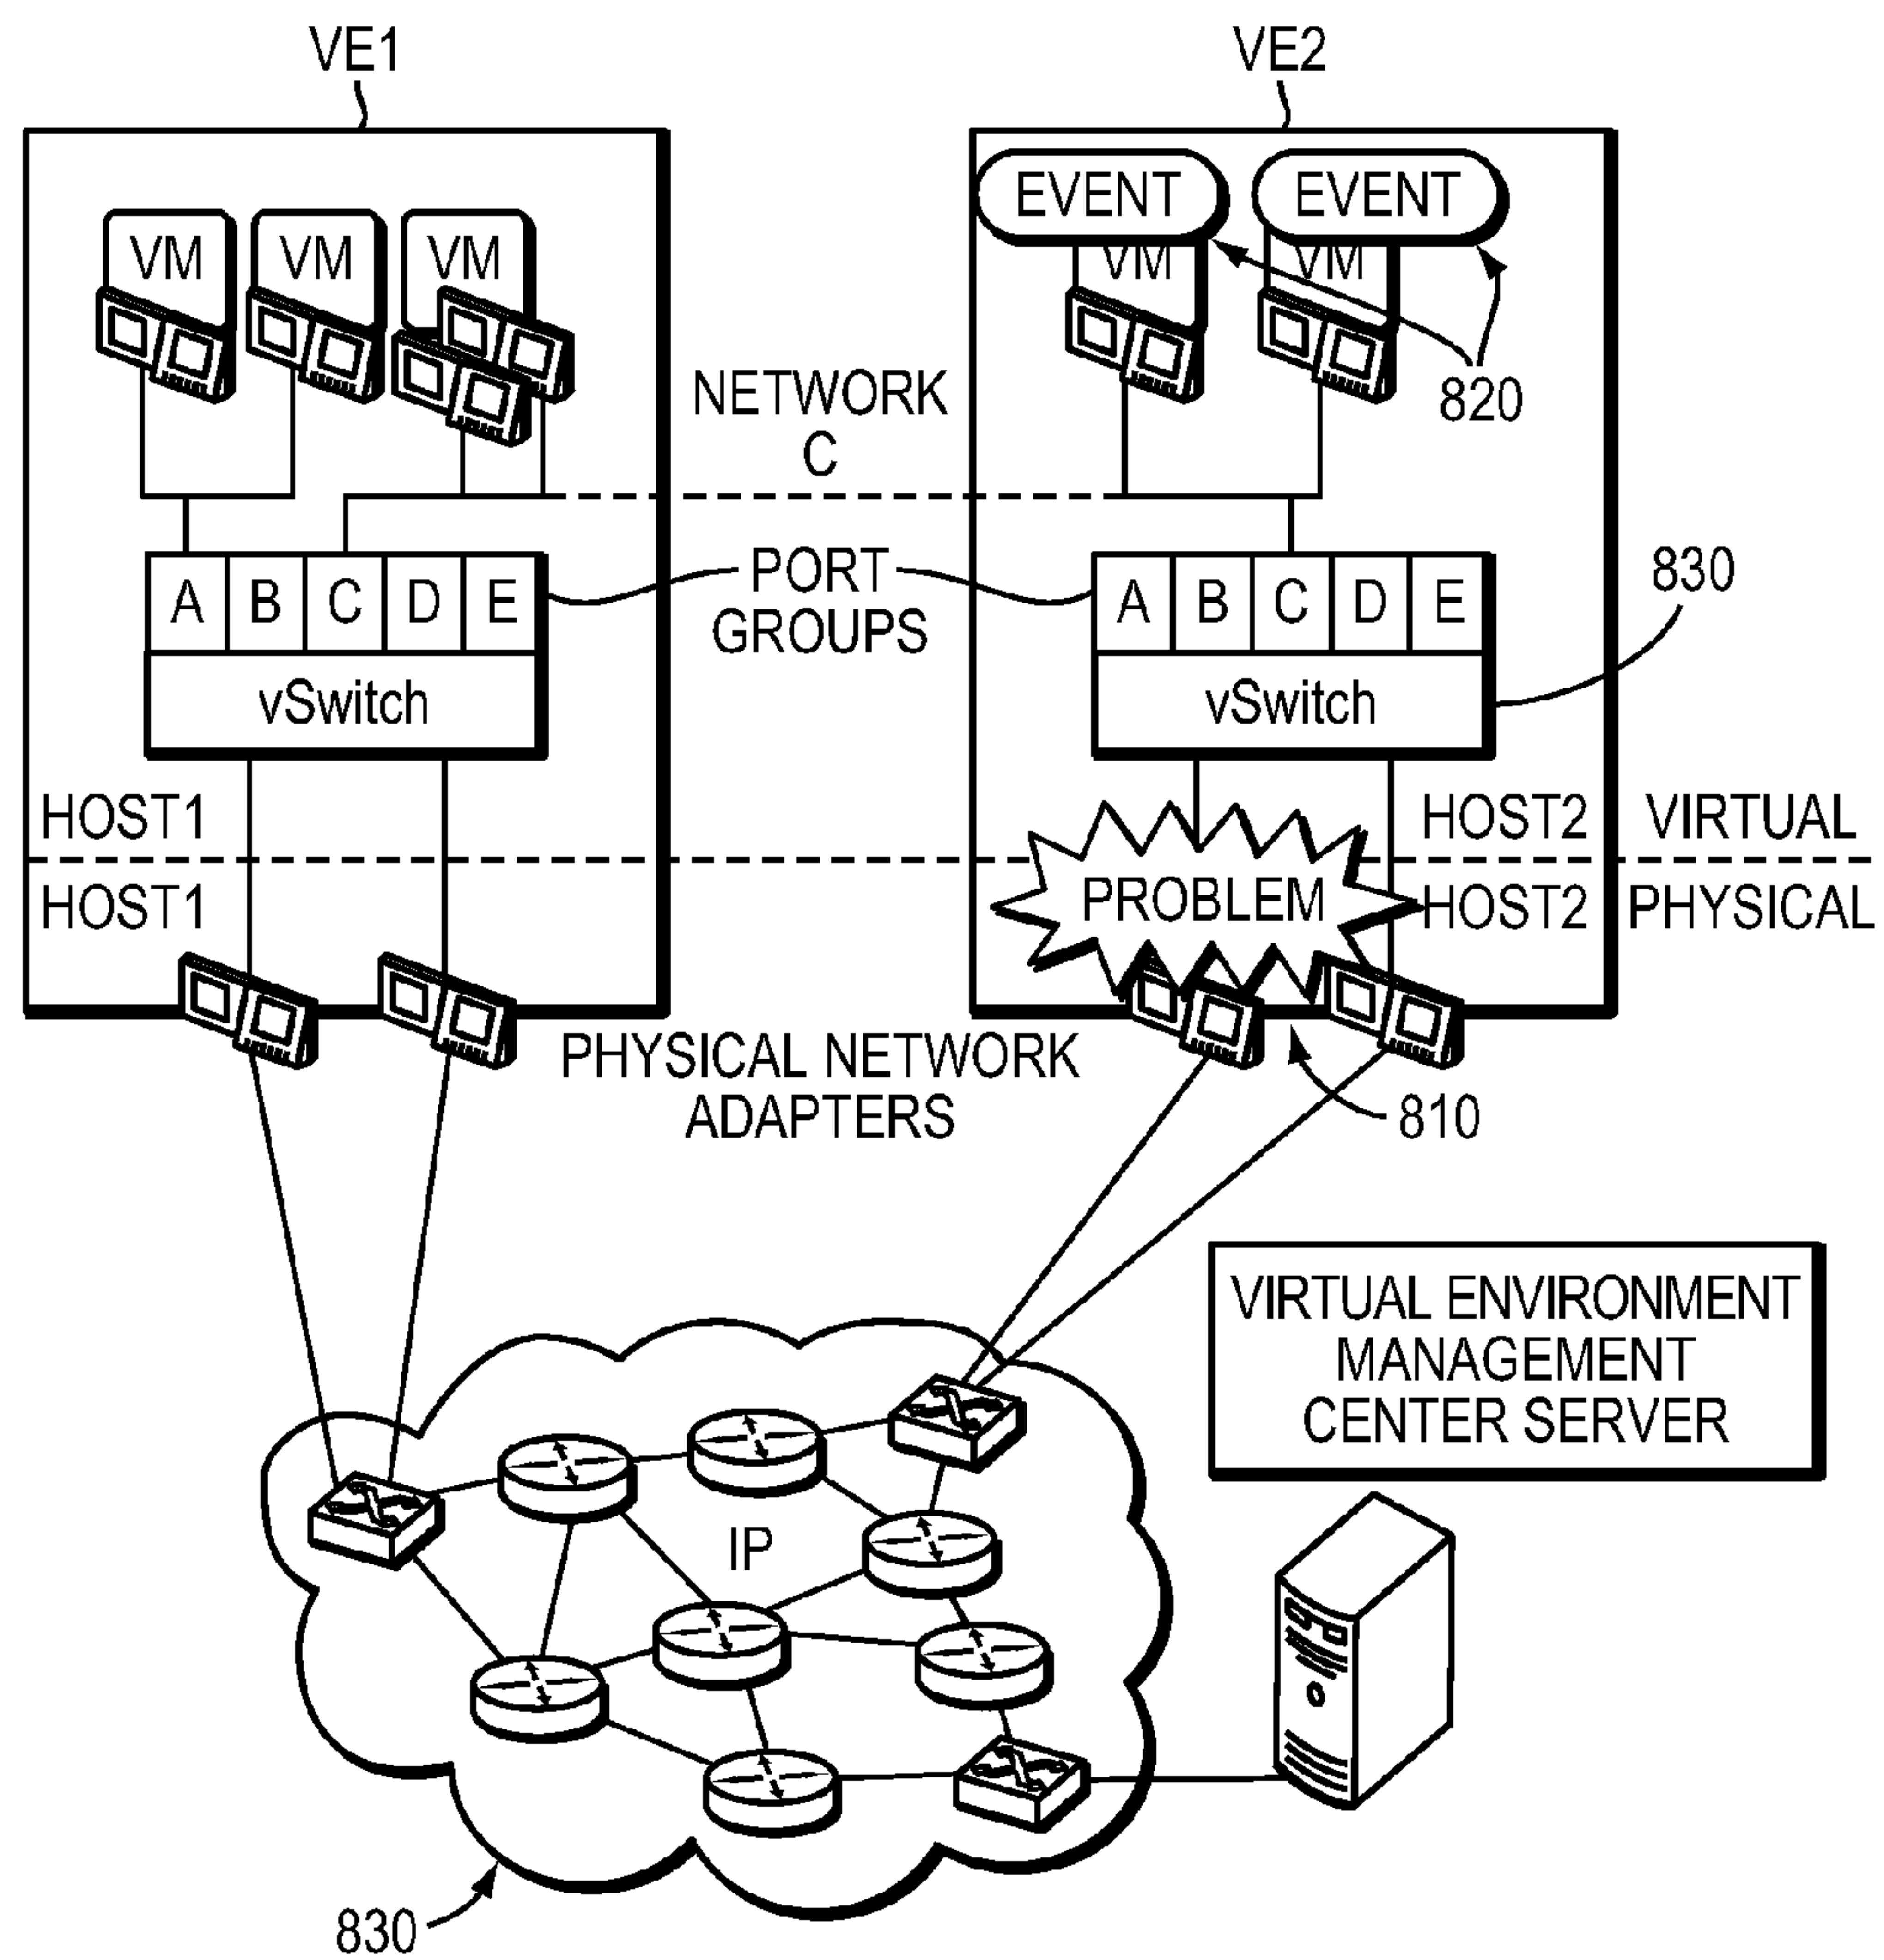 VE1
VE2
EVENT
EVENT
VM
VM
VM
VM
VM
820
NETWORK
C
PORT
GROUPS
830
A B C D E
vSwitch
A B C D E
vSwitch
HOST1
HOST2
VIRTUAL
HOST1
PROBLEM
HOST2
PHYSICAL
PHYSICAL NETWORK
ADAPTERS
810
VIRTUAL ENVIRONMENT
MANAGEMENT
CENTER SERVER
IP
830